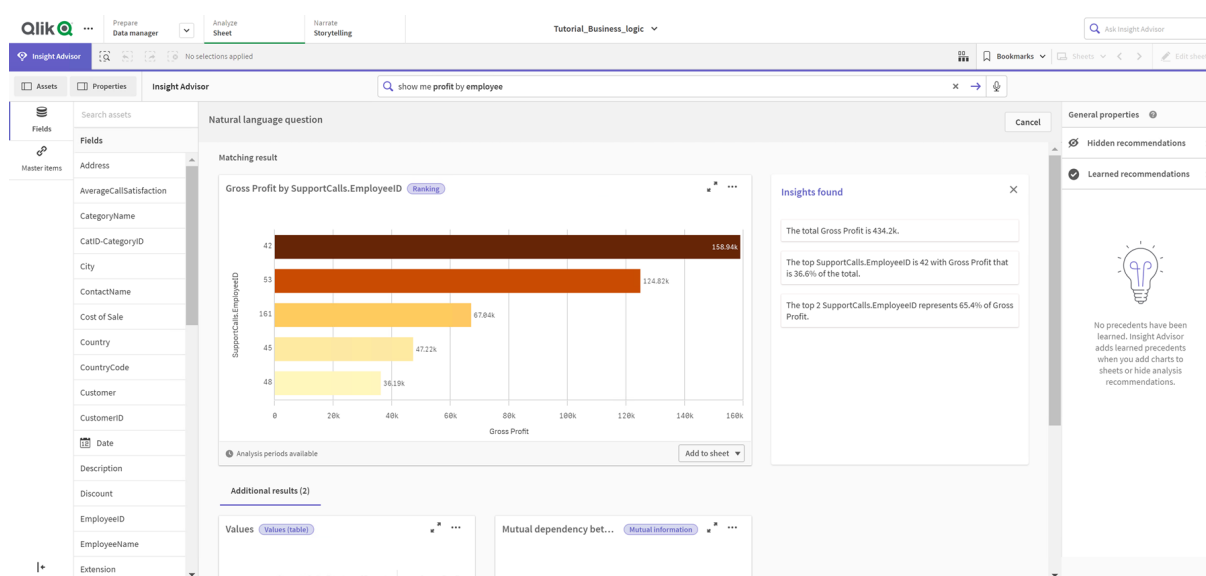 Qlik
Prepare
Data manager
Analyze
Sheet
Narrate
Storytelling
Tutorial_Business_logic
Ask Insight Advisor
Insight Advisor
No selections applied
Bookmarks
Sheets
Edit sheet
Assets
Properties
Insight Advisor
show me profit by employee
Fields
Master items
Search assets
Fields
Address
AverageCallSatisfaction
CategoryName
CatID-CategoryID
City
ContactName
Cost of Sale
Country
CountryCode
Customer
CustomerID
Date
Description
Discount
EmployeeID
EmployeeName
Extension
Natural language question
Cancel
Matching result
Gross Profit by SupportCalls.EmployeeID
Ranking
SupportCalls.EmployeeID
42
158.94k
53
124.82k
161
67.04k
45
47.22k
48
36.19k
0 20k 40k 60k 80k 100k 120k 140k 160k
Gross Profit
Analysis periods available
Add to sheet
Insights found
The total Gross Profit is 434.2k.
The top SupportCalls.EmployeeID is 42 with Gross Profit that
is 36.6% of the total.
The top 2 SupportCalls.EmployeeID represents 65.4% of Gross
Profit.
Additional results (2)
Values
Values (table)
Mutual dependency bet...
Mutual information
General properties
Hidden recommendations
Learned recommendations
No precedents have been
learned. Insight Advisor
adds learned precedents
when you add charts to
sheets or hide analysis
recommendations.